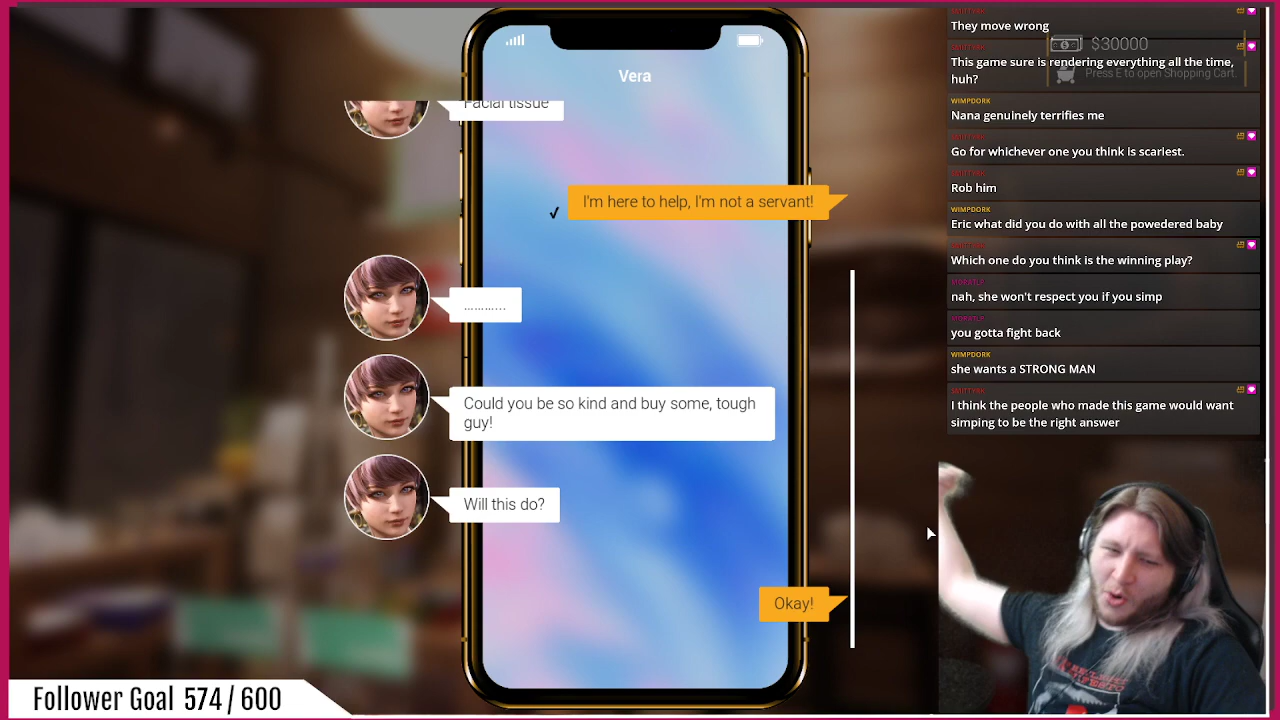 Vera
Facial tissue
I'm here to help, I'm not a servant!
............
Could you be so kind and buy some, tough
guy!
Will this do?
Okay!
They move wrong
$30000
This game sure is rendering everything all the time,
huh?
Press E to open Shopping Cart.
WIMPDORK
Nana genuinely terrifies me
Go for whichever one you think is scariest.
Rob him
WIMPDORK
Eric what did you do with all the powedered baby
Which one do you think is the winning play?
nah, she won't respect you if you simp
you gotta fight back
WIMPDORK
she wants a STRONG MAN
I think the people who made this game would want
simping to be the right answer
Follower Goal 574 / 600